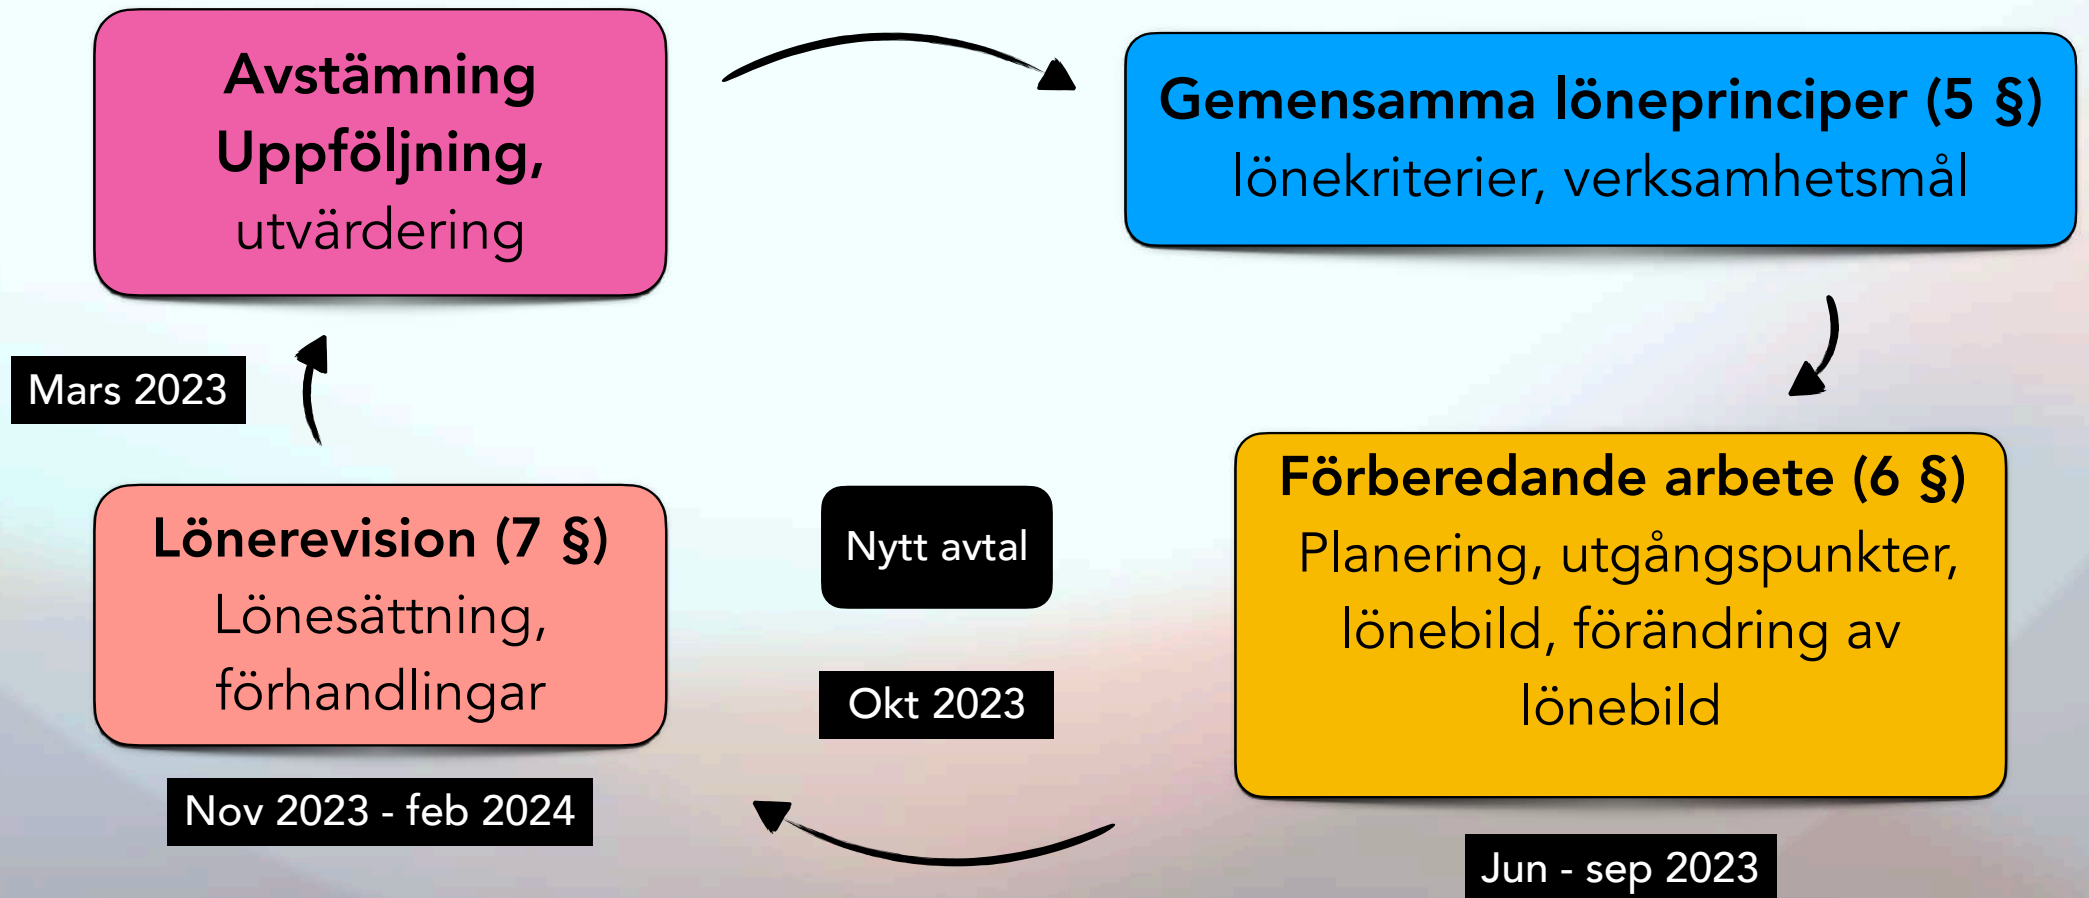 Avstämning
Uppföljning,
utvärdering
Gemensamma löneprinciper (5 §)
lönekriterier, verksamhetsmål
Mars 2023
Lönerevision (7 §)
Lönesättning,
förhandlingar
Nov 2023 - feb 2024
Nytt avtal
Okt 2023
Förberedande arbete (6 §)
Planering, utgångspunkter,
lönebild, förändring av
lönebild
Jun - sep 2023